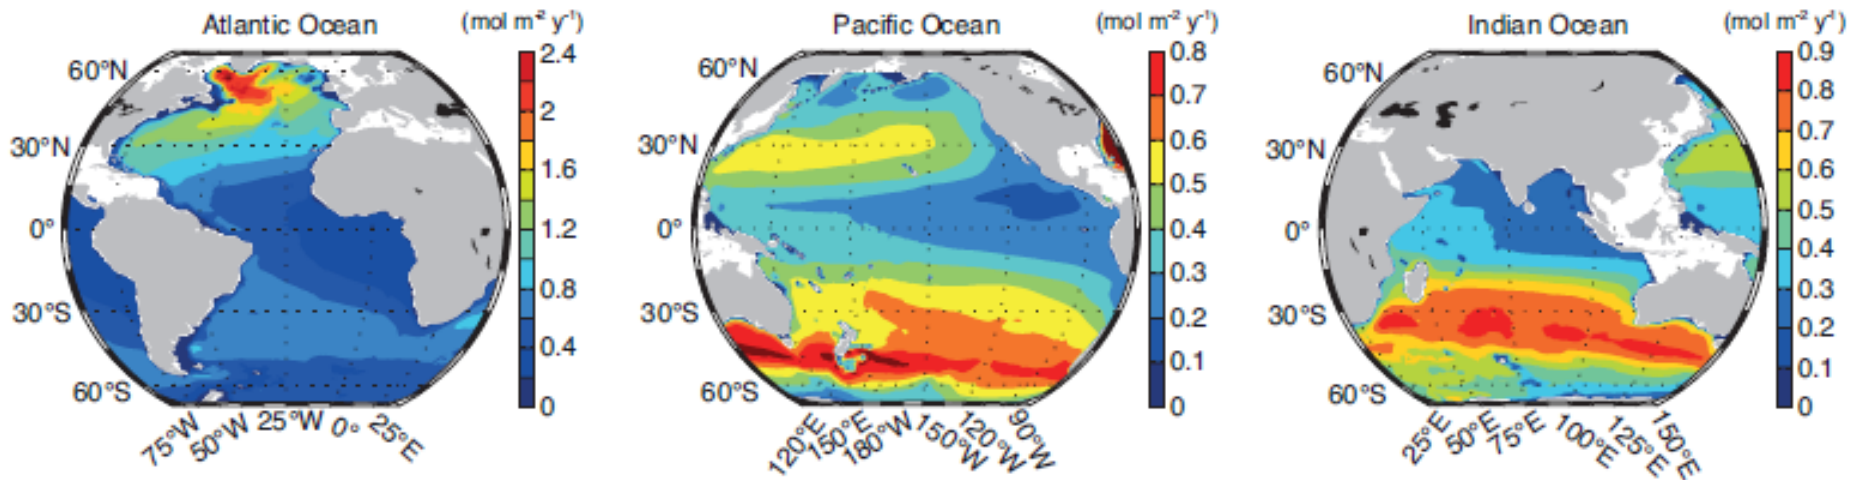 Atlantic Ocean
(mol m⁻² y⁻¹)
60°N
30°N
0°
30°S
60°S
75°W
50°W
25°W
0°
25°E
2.4
2
1.6
1.2
0.8
0.4
0
Pacific Ocean
(mol m⁻² y⁻¹)
60°N
30°N
0°
30°S
60°S
120°E
150°E
180°W
150°W
120°W
90°W
0.8
0.7
0.6
0.5
0.4
0.3
0.2
0.1
0
Indian Ocean
(mol m⁻² y⁻¹)
60°N
30°N
0°
30°S
60°S
25°E
50°E
75°E
100°E
125°E
150°E
0.9
0.8
0.7
0.6
0.5
0.4
0.3
0.2
0.1
0